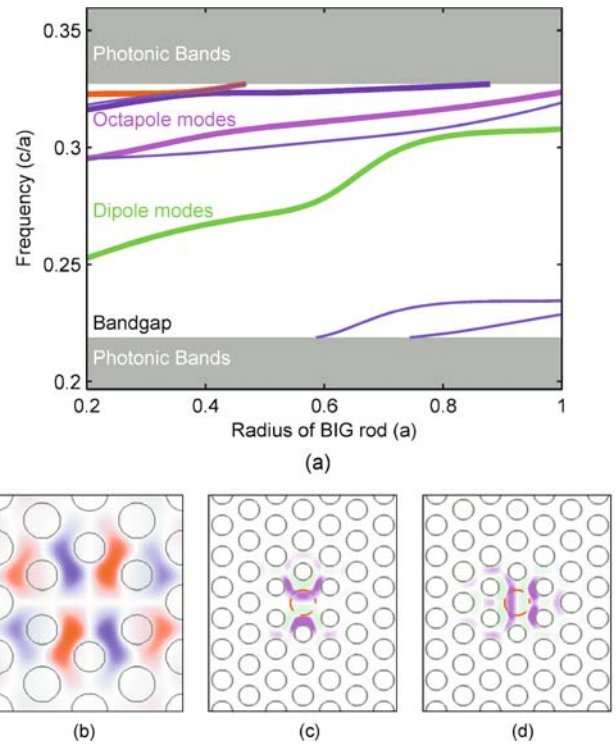 0.35
Photonic Bands
Octapole modes
0.3
Frequency (c/a)
Dipole modes
0.25
Bandgap
Photonic Bands
0.2
0.2 0.4 0.6 0.8 1
Radius of BIG rod (a)
(a)
(b) (c) (d)